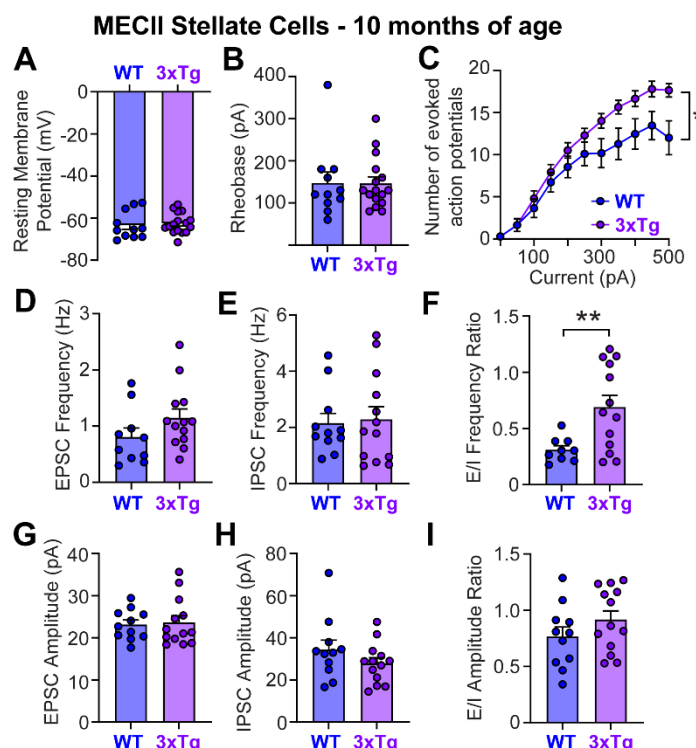 MECII Stellate Cells - 10 months of age
A
WT 3xTg
0
-20
-40
-60
-80
Resting Membrane
Potential (mV)
B
400
300
200
100
Rheobase (pA)
WT 3xTg
C
20
15
10
5
0
Number of evoked
action potentials
WT
3xTg
*
100 300 500
Current (pA)
D
3
2
1
0
EPSC Frequency (Hz)
WT 3xTg
E
6
4
2
0
IPSC Frequency (Hz)
WT 3xTg
F
1.5
1.0
0.5
0
E/I Frequency Ratio
**
WT 3xTg
G
40
30
20
10
0
EPSC Amplitude (pA)
WT 3xTg
H
80
60
40
20
0
IPSC Amplitude (pA)
WT 3xTg
I
1.5
1.0
0.5
E/I Amplitude Ratio
WT 3xTg